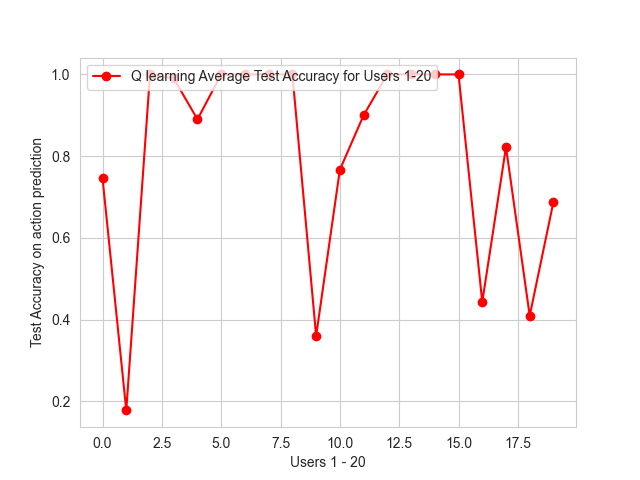 Q learning Average Test Accuracy for Users 1-20
1.0
0.8
0.6
0.4
0.2
Test Accuracy on action prediction
0.0 2.5 5.0 7.5 10.0 12.5 15.0 17.5
Users 1 - 20